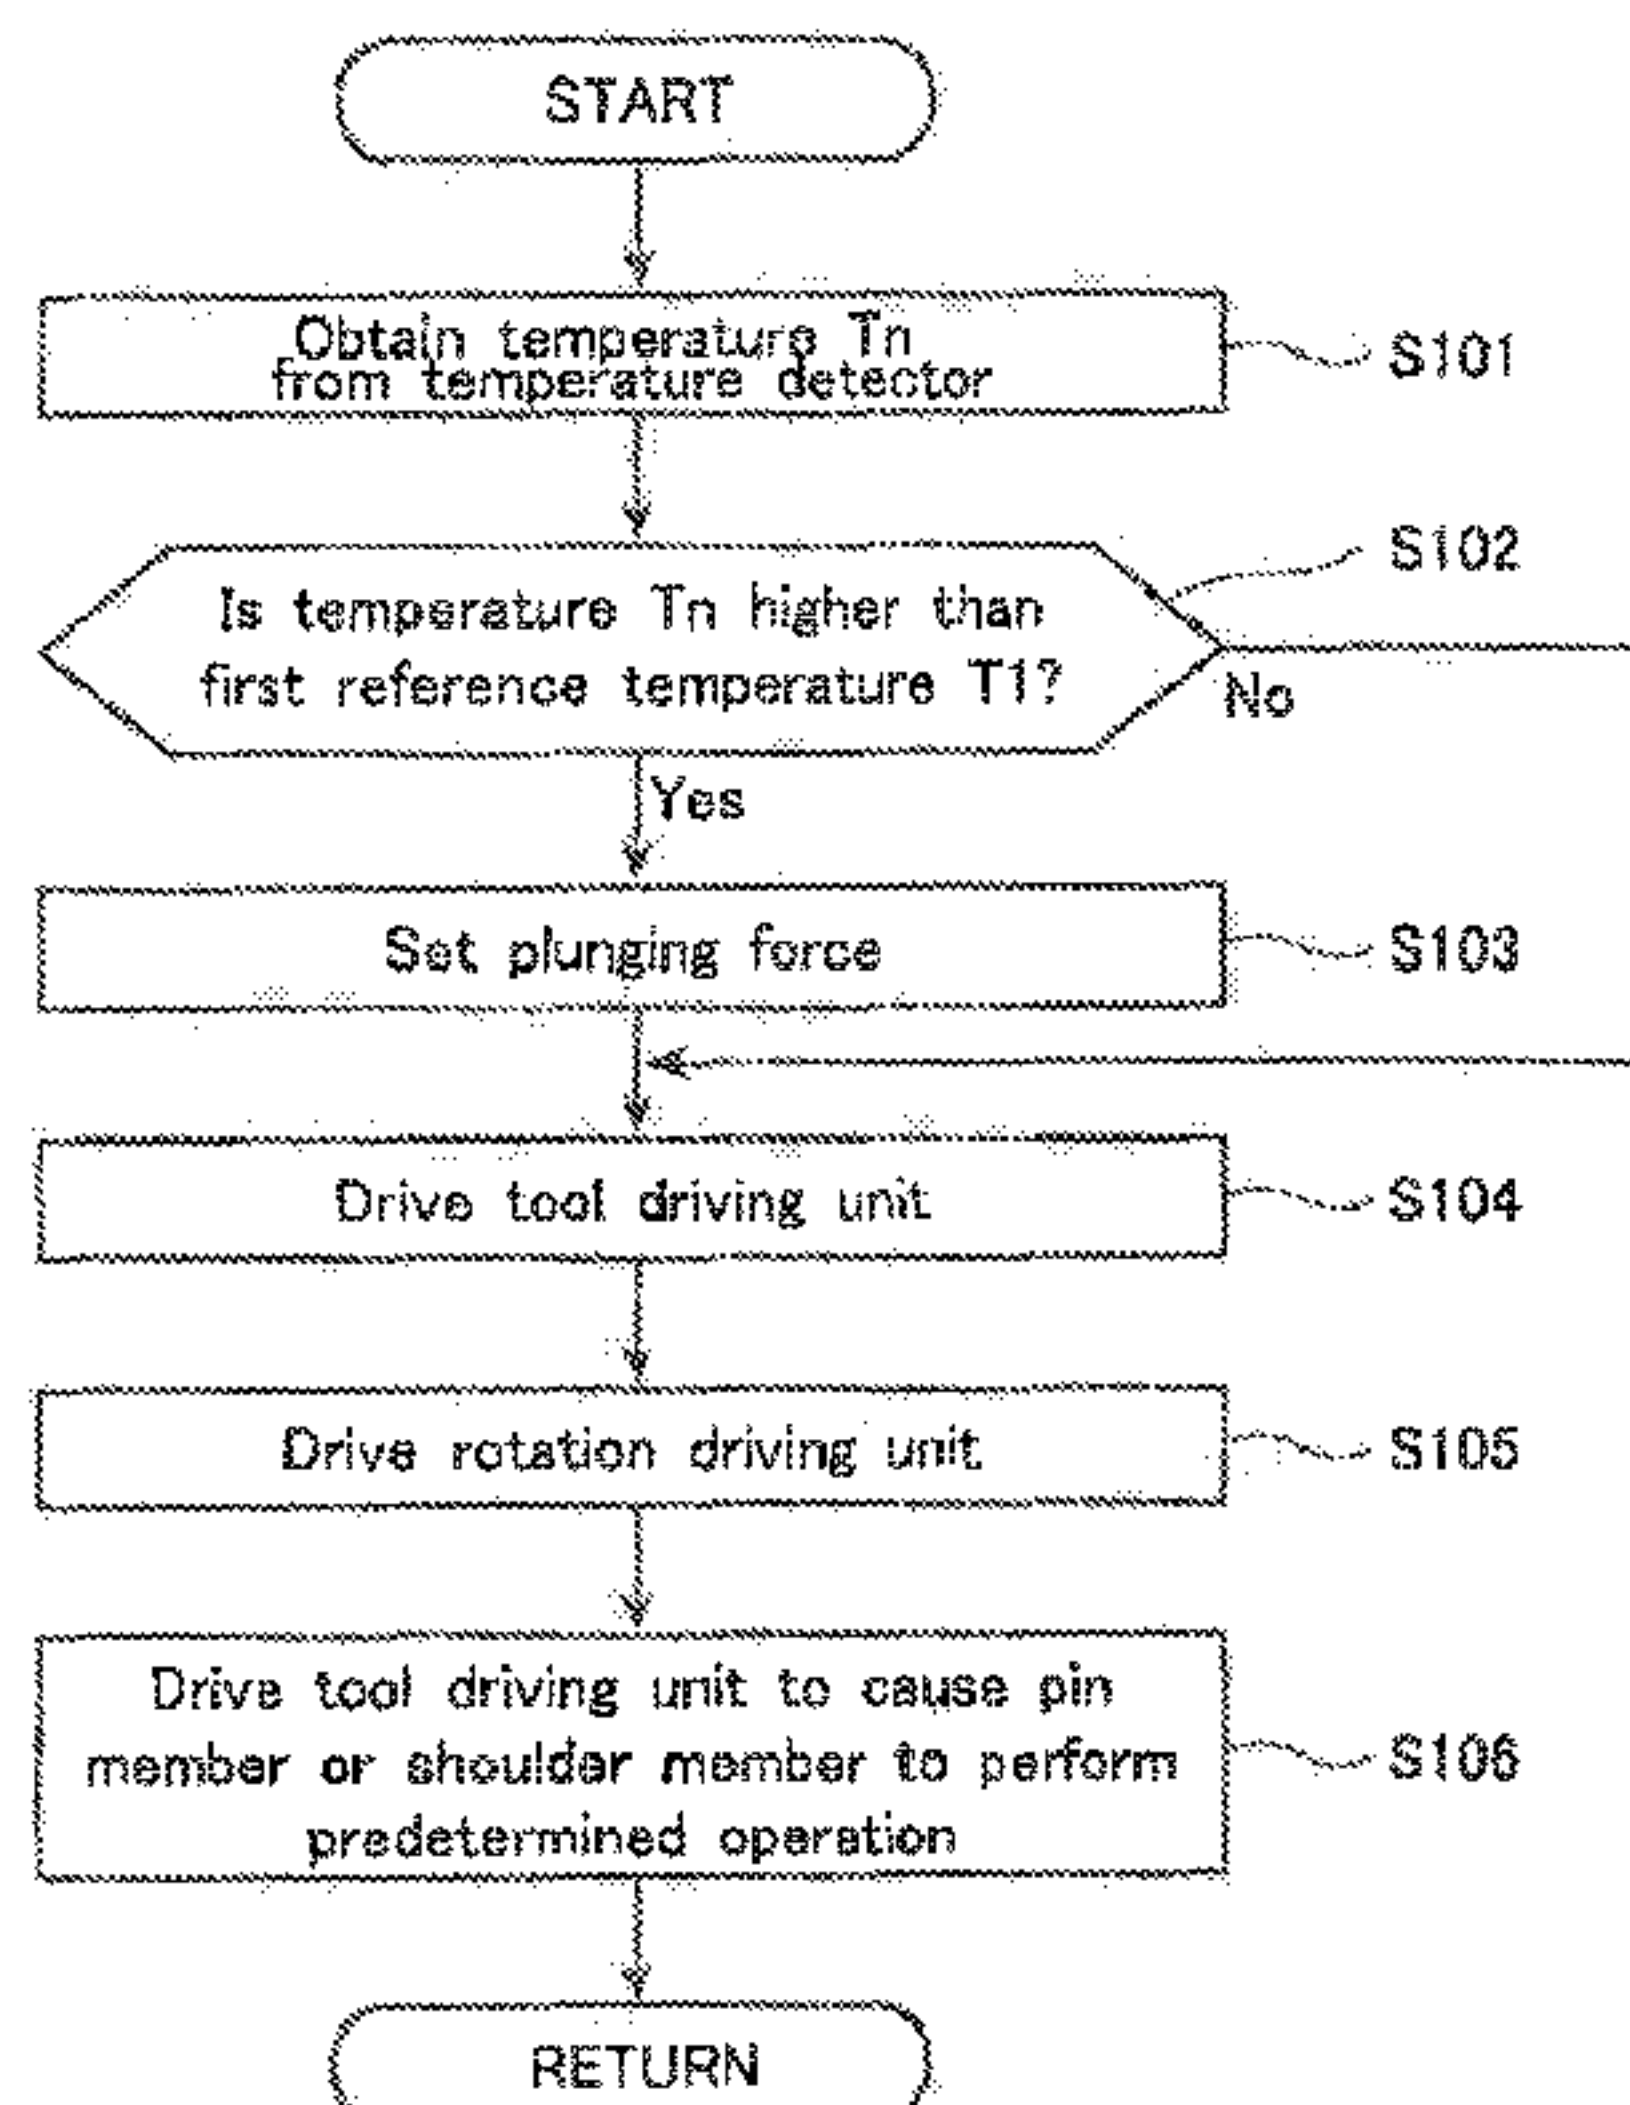 START
Obtain temperature Tn
from temperature detector
S101
S102
Is temperature Tn higher than
first reference temperature T1?
No
Yes
Set plunging force
S103
Drive tool driving unit
S104
Drive rotation driving unit
S105
Drive tool driving unit to cause pin
member or shoulder member to perform
predetermined operation
S106
RETURN